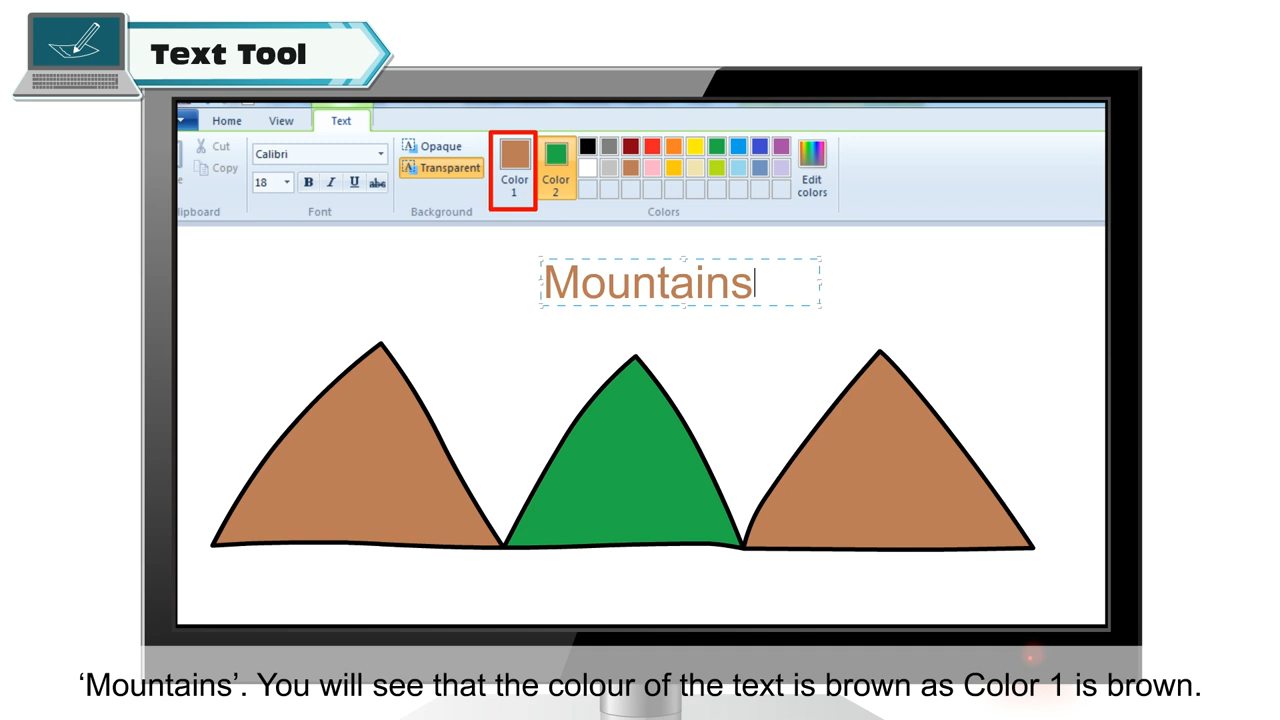 Text Tool
Home View Text
Cut
Copy
Calibri
18 B I U abc
Opaque
Transparent
Color 1
Color 2
Edit colors
lipboard Font Background Colors
Mountains
‘Mountains’. You will see that the colour of the text is brown as Color 1 is brown.